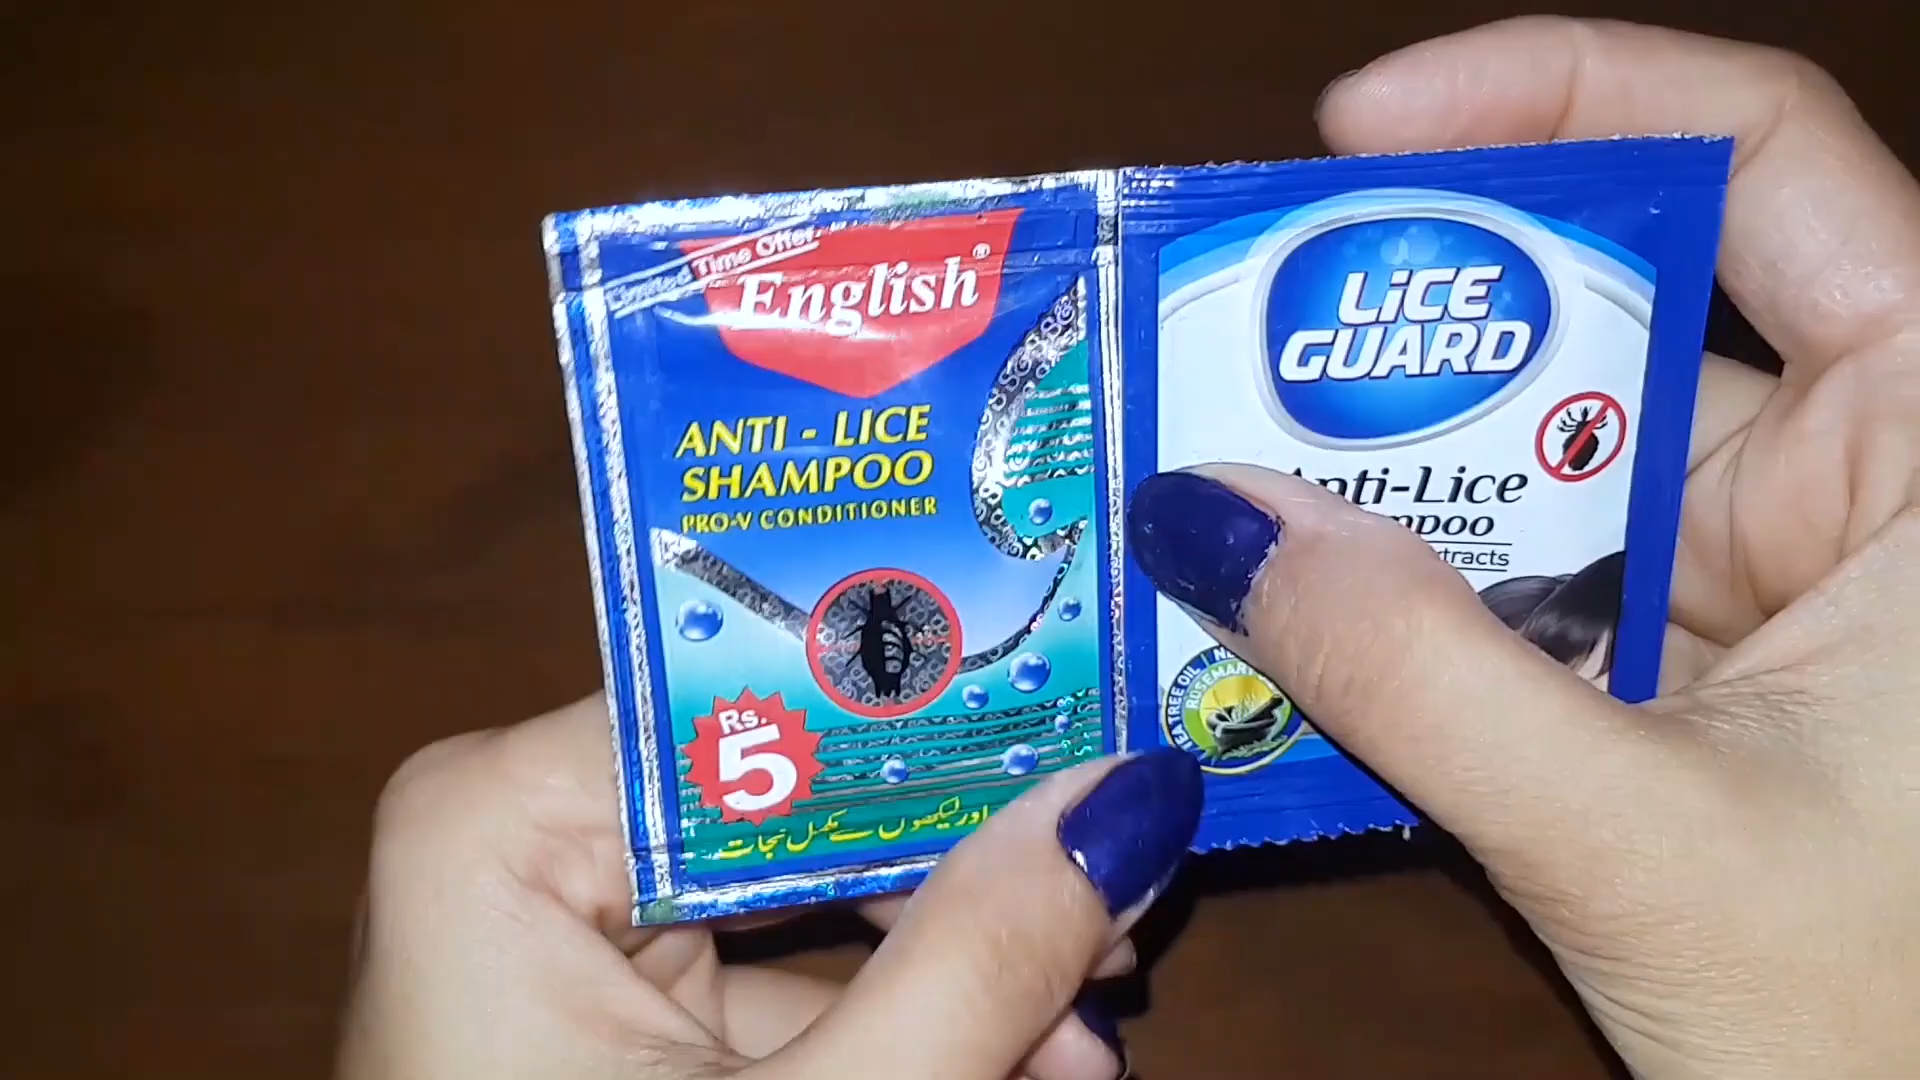 Limited Time Offer.
English®
ANTI - LICE
SHAMPOO
PRO-V CONDITIONER
Rs.
5
اور لیکھوں سے مکمل نجات
LiCE
GUARD
Anti-Lice
tracts
TEA TREE OIL |
ROSEMARY